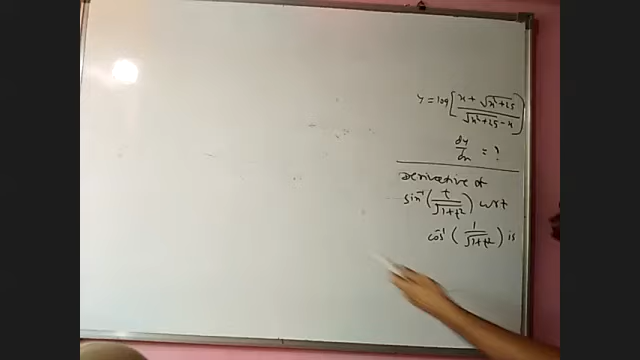 y = log [ (x + √(x²+25)) / (√(x²+25) - x) ]
dy/dx = ?
Derivative of
sin⁻¹ ( t / √(1+t²) ) wrt
cos⁻¹ ( 1 / √(1+t²) ) is